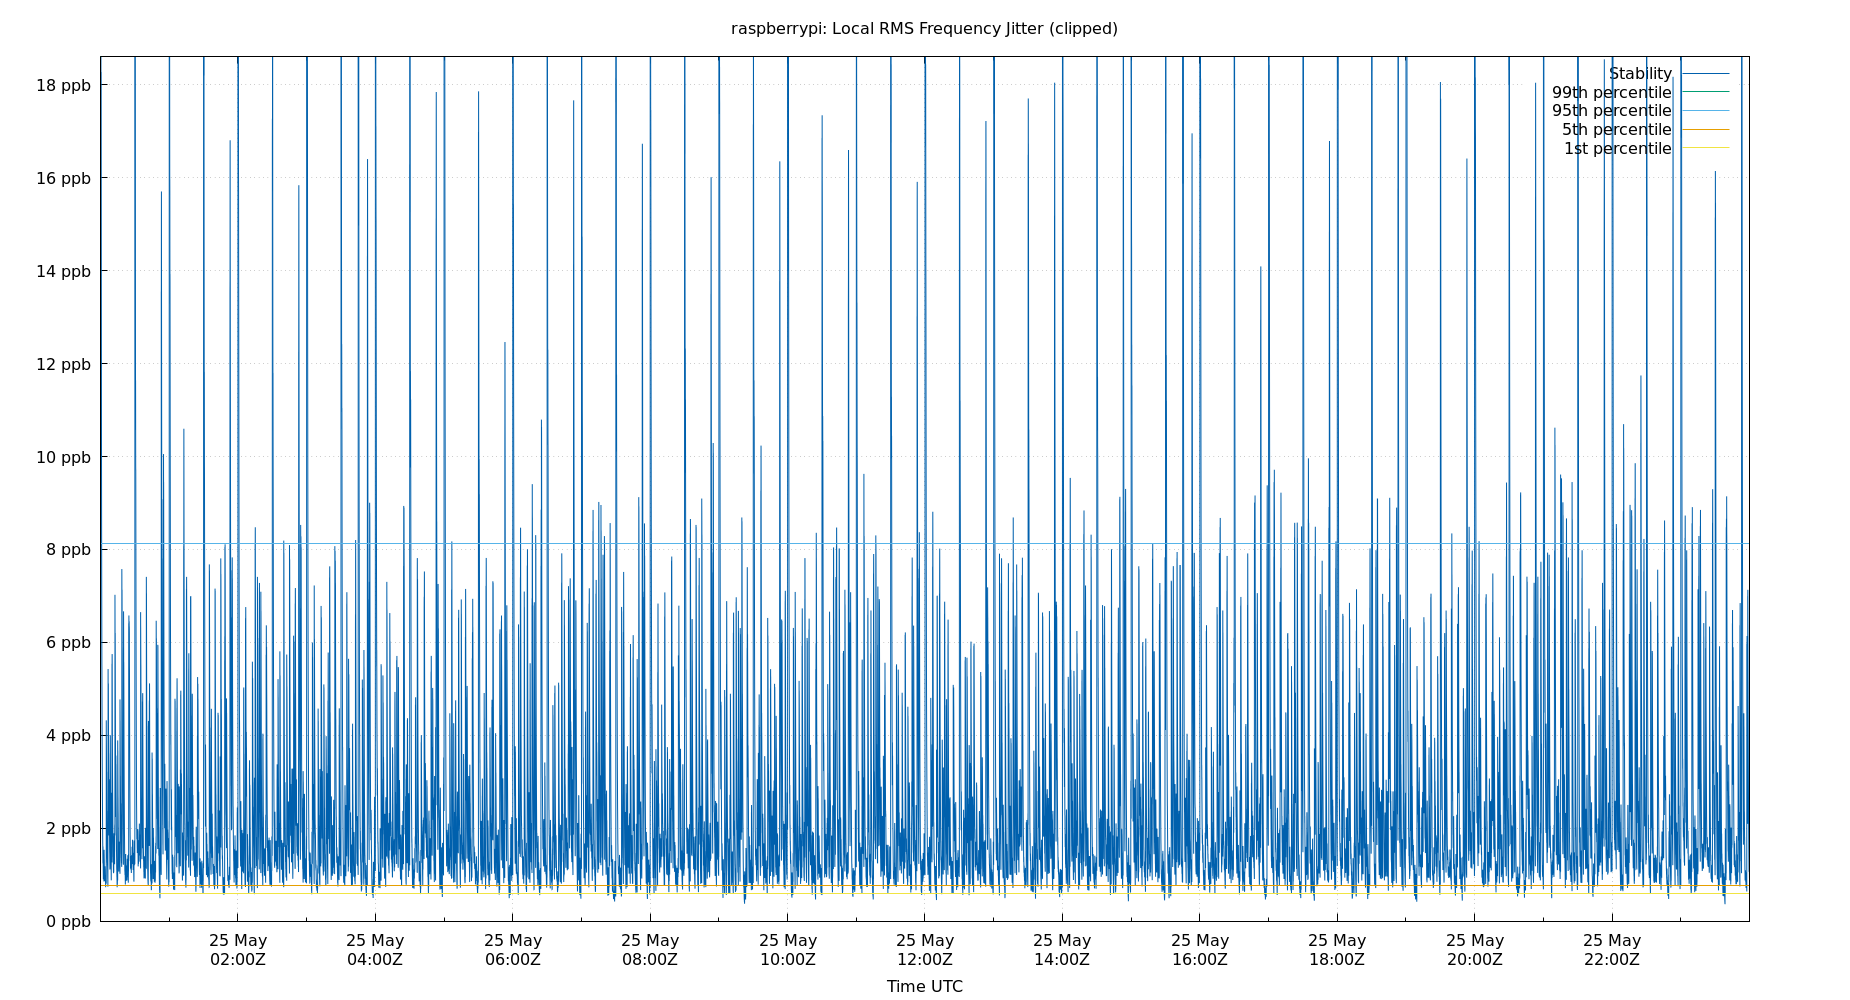 raspberrypi: Local RMS Frequency Jitter (clipped)
18 ppb
16 ppb
14 ppb
12 ppb
10 ppb
8 ppb
6 ppb
4 ppb
2 ppb
0 ppb
Stability
99th percentile
95th percentile
5th percentile
1st percentile
25 May 25 May 25 May 25 May 25 May 25 May 25 May 25 May 25 May 25 May 25 May
02:00Z 04:00Z 06:00Z 08:00Z 10:00Z 12:00Z 14:00Z 16:00Z 18:00Z 20:00Z 22:00Z
Time UTC